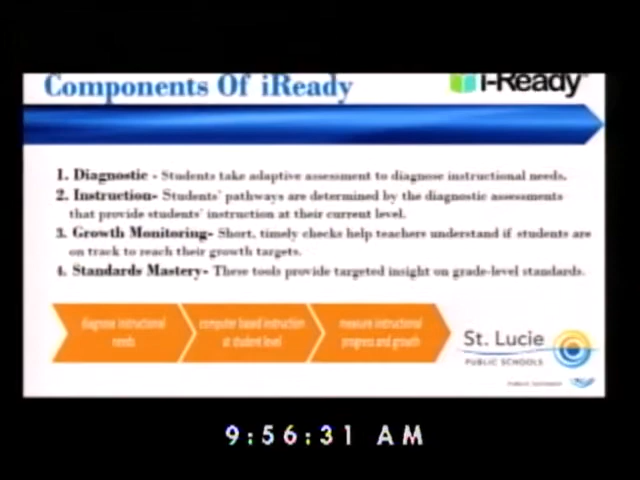 Components Of iReady
i-Ready
1. Diagnostic - Students take adaptive assessment to diagnose instructional needs.
2. Instruction- Students' pathways are determined by the diagnostic assessments
that provide students' instruction at their current level.
3. Growth Monitoring- Short, timely checks help teachers understand if students are
on track to reach their growth targets.
4. Standards Mastery- These tools provide targeted insight on grade-level standards.
diagnose instructional
needs
computer based instruction
at student level
measure instructional
progress and growth
St. Lucie
PUBLIC SCHOOLS
9:56:31 AM